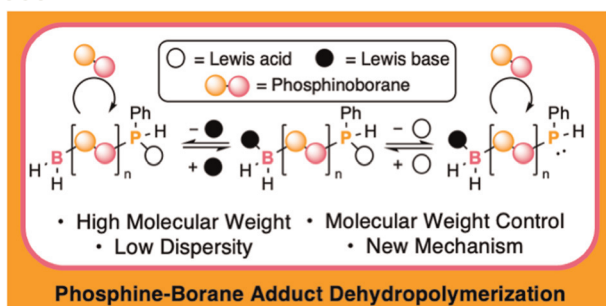 = Lewis acid = Lewis base
= Phosphinoborane
Ph
P H
H B n
H
- 
+ 
Ph
P H
H B n
H
- 
+ 
Ph
P H
H B n
H
• High Molecular Weight • Molecular Weight Control
• Low Dispersity • New Mechanism
Phosphine-Borane Adduct Dehydropolymerization